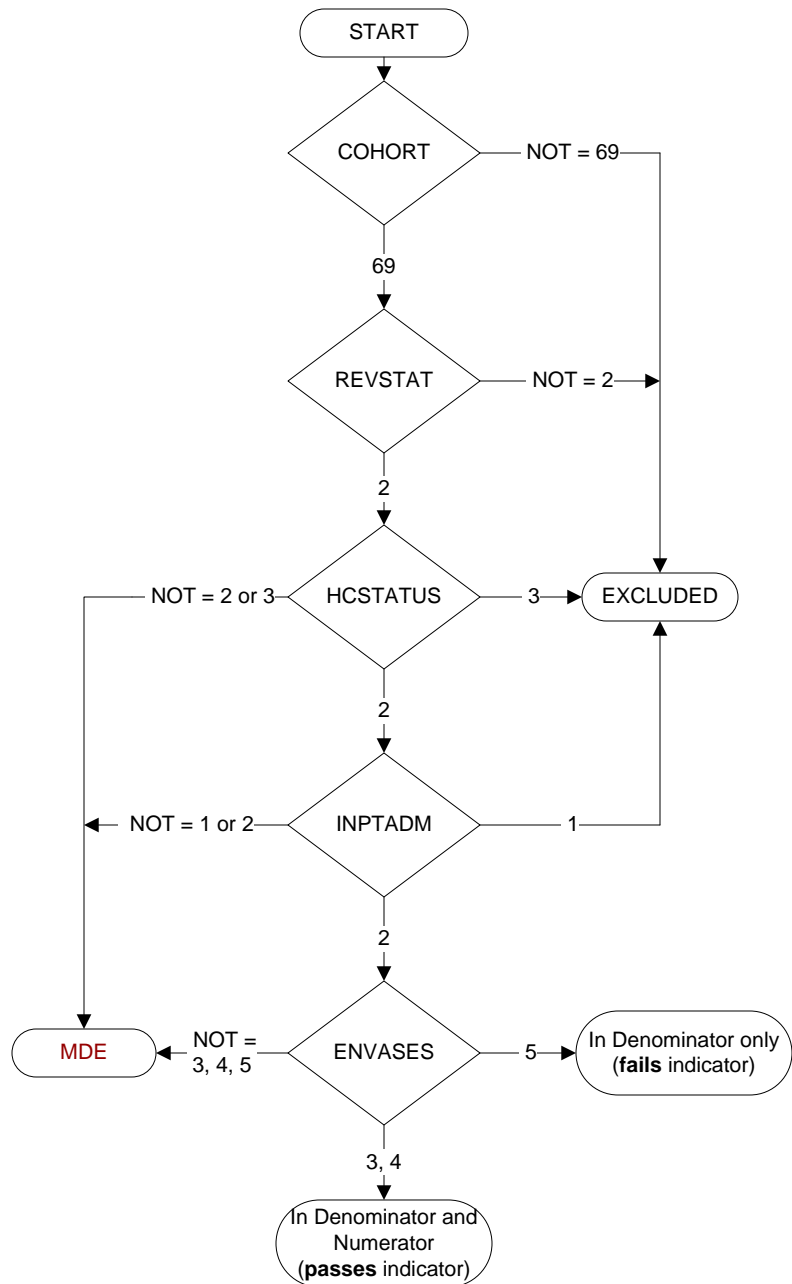 START
COHORT
NOT = 69
69
REVSTAT
NOT = 2
2
NOT = 2 or 3
HCSTATUS
3
EXCLUDED
2
NOT = 1 or 2
INPTADM
1
2
MDE
NOT =
3, 4, 5
ENVASES
5
In Denominator only
(fails indicator)
3, 4
In Denominator and
Numerator
(passes indicator)